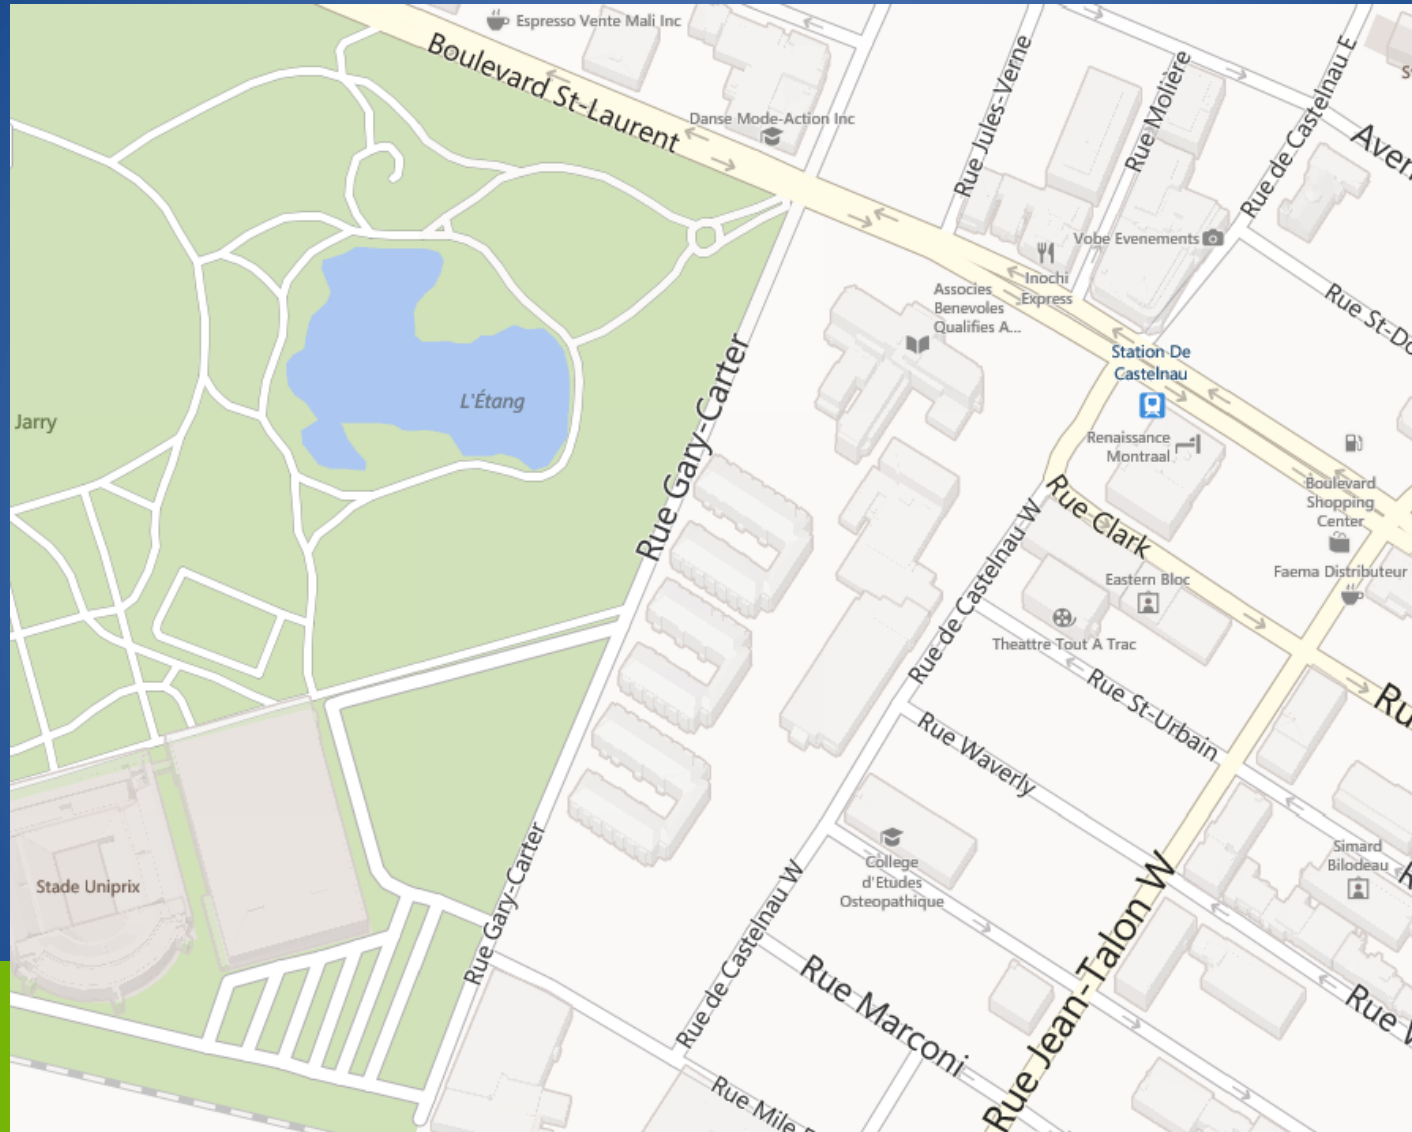 Espresso Vente Mali Inc
Boulevard St-Laurent
Danse Mode-Action Inc
Rue Jules-Verne
Rue Molière
Rue de Castelnau E
Vobe Evenements
Inochi
Express
Associes
Benevoles
Qualifies A...
Station De
Castelnau
L'Étang
Jarry
Rue Gary-Carter
Renaissance
Montraal
Boulevard
Shopping
Center
Rue Clark
Faema Distributeur
Eastern Bloc
Rue de Castelnau W
Theattre Tout A Trac
Rue St-Urbain
Rue Waverly
Stade Uniprix
Rue Gary-Carter
College
d'Etudes
Osteopathique
Simard
Bilodeau
Rue de Castelnau W
Rue Jean-Talon W
Rue Marconi
Rue
Rue Mile